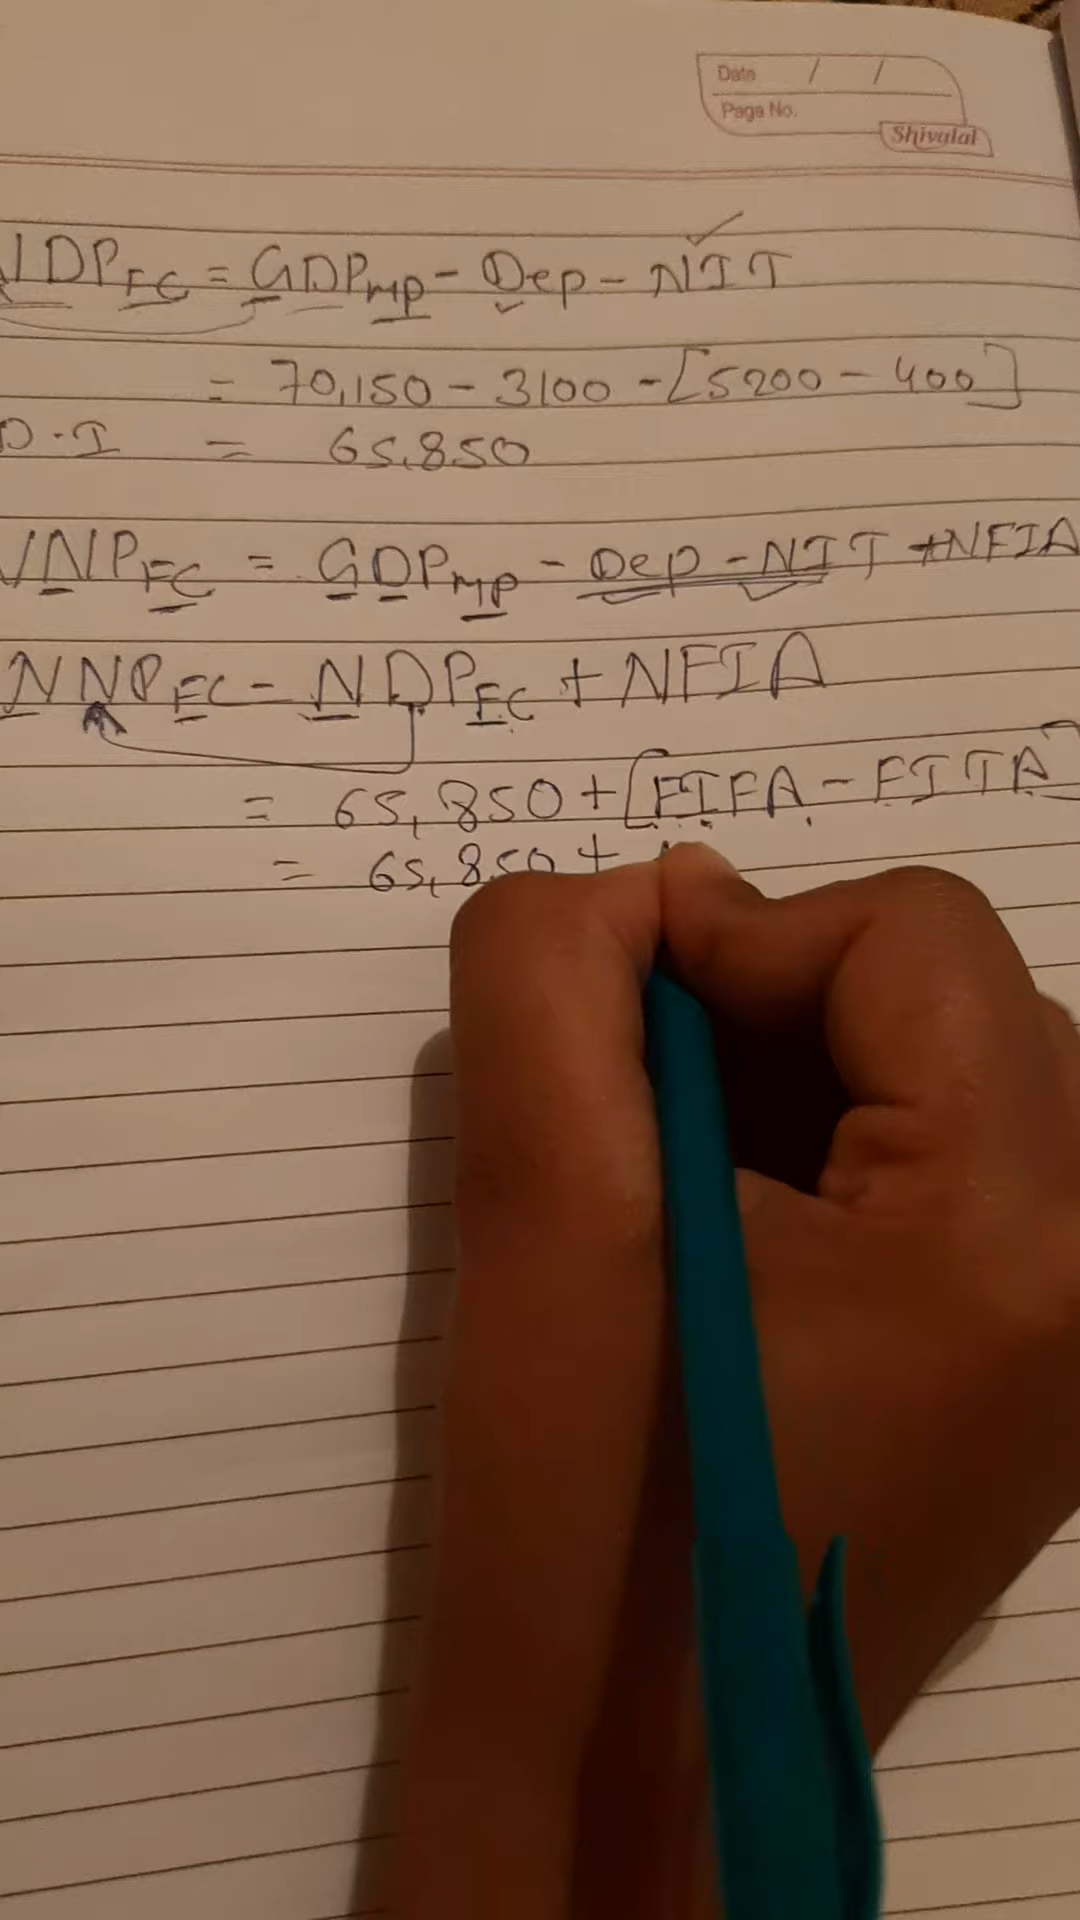 Date / /
Page No.
Shivalal
NDPFC = GDPMP - Dep - NIT
= 70,150 - 3100 - [5200 - 400]
D.I = 65,850
NNPFC = GDPMP - Dep - NIT + NFIA
NNPFC = NDPFC + NFIA
= 65,850 + [FIFA - FITA]
= 65,850 +